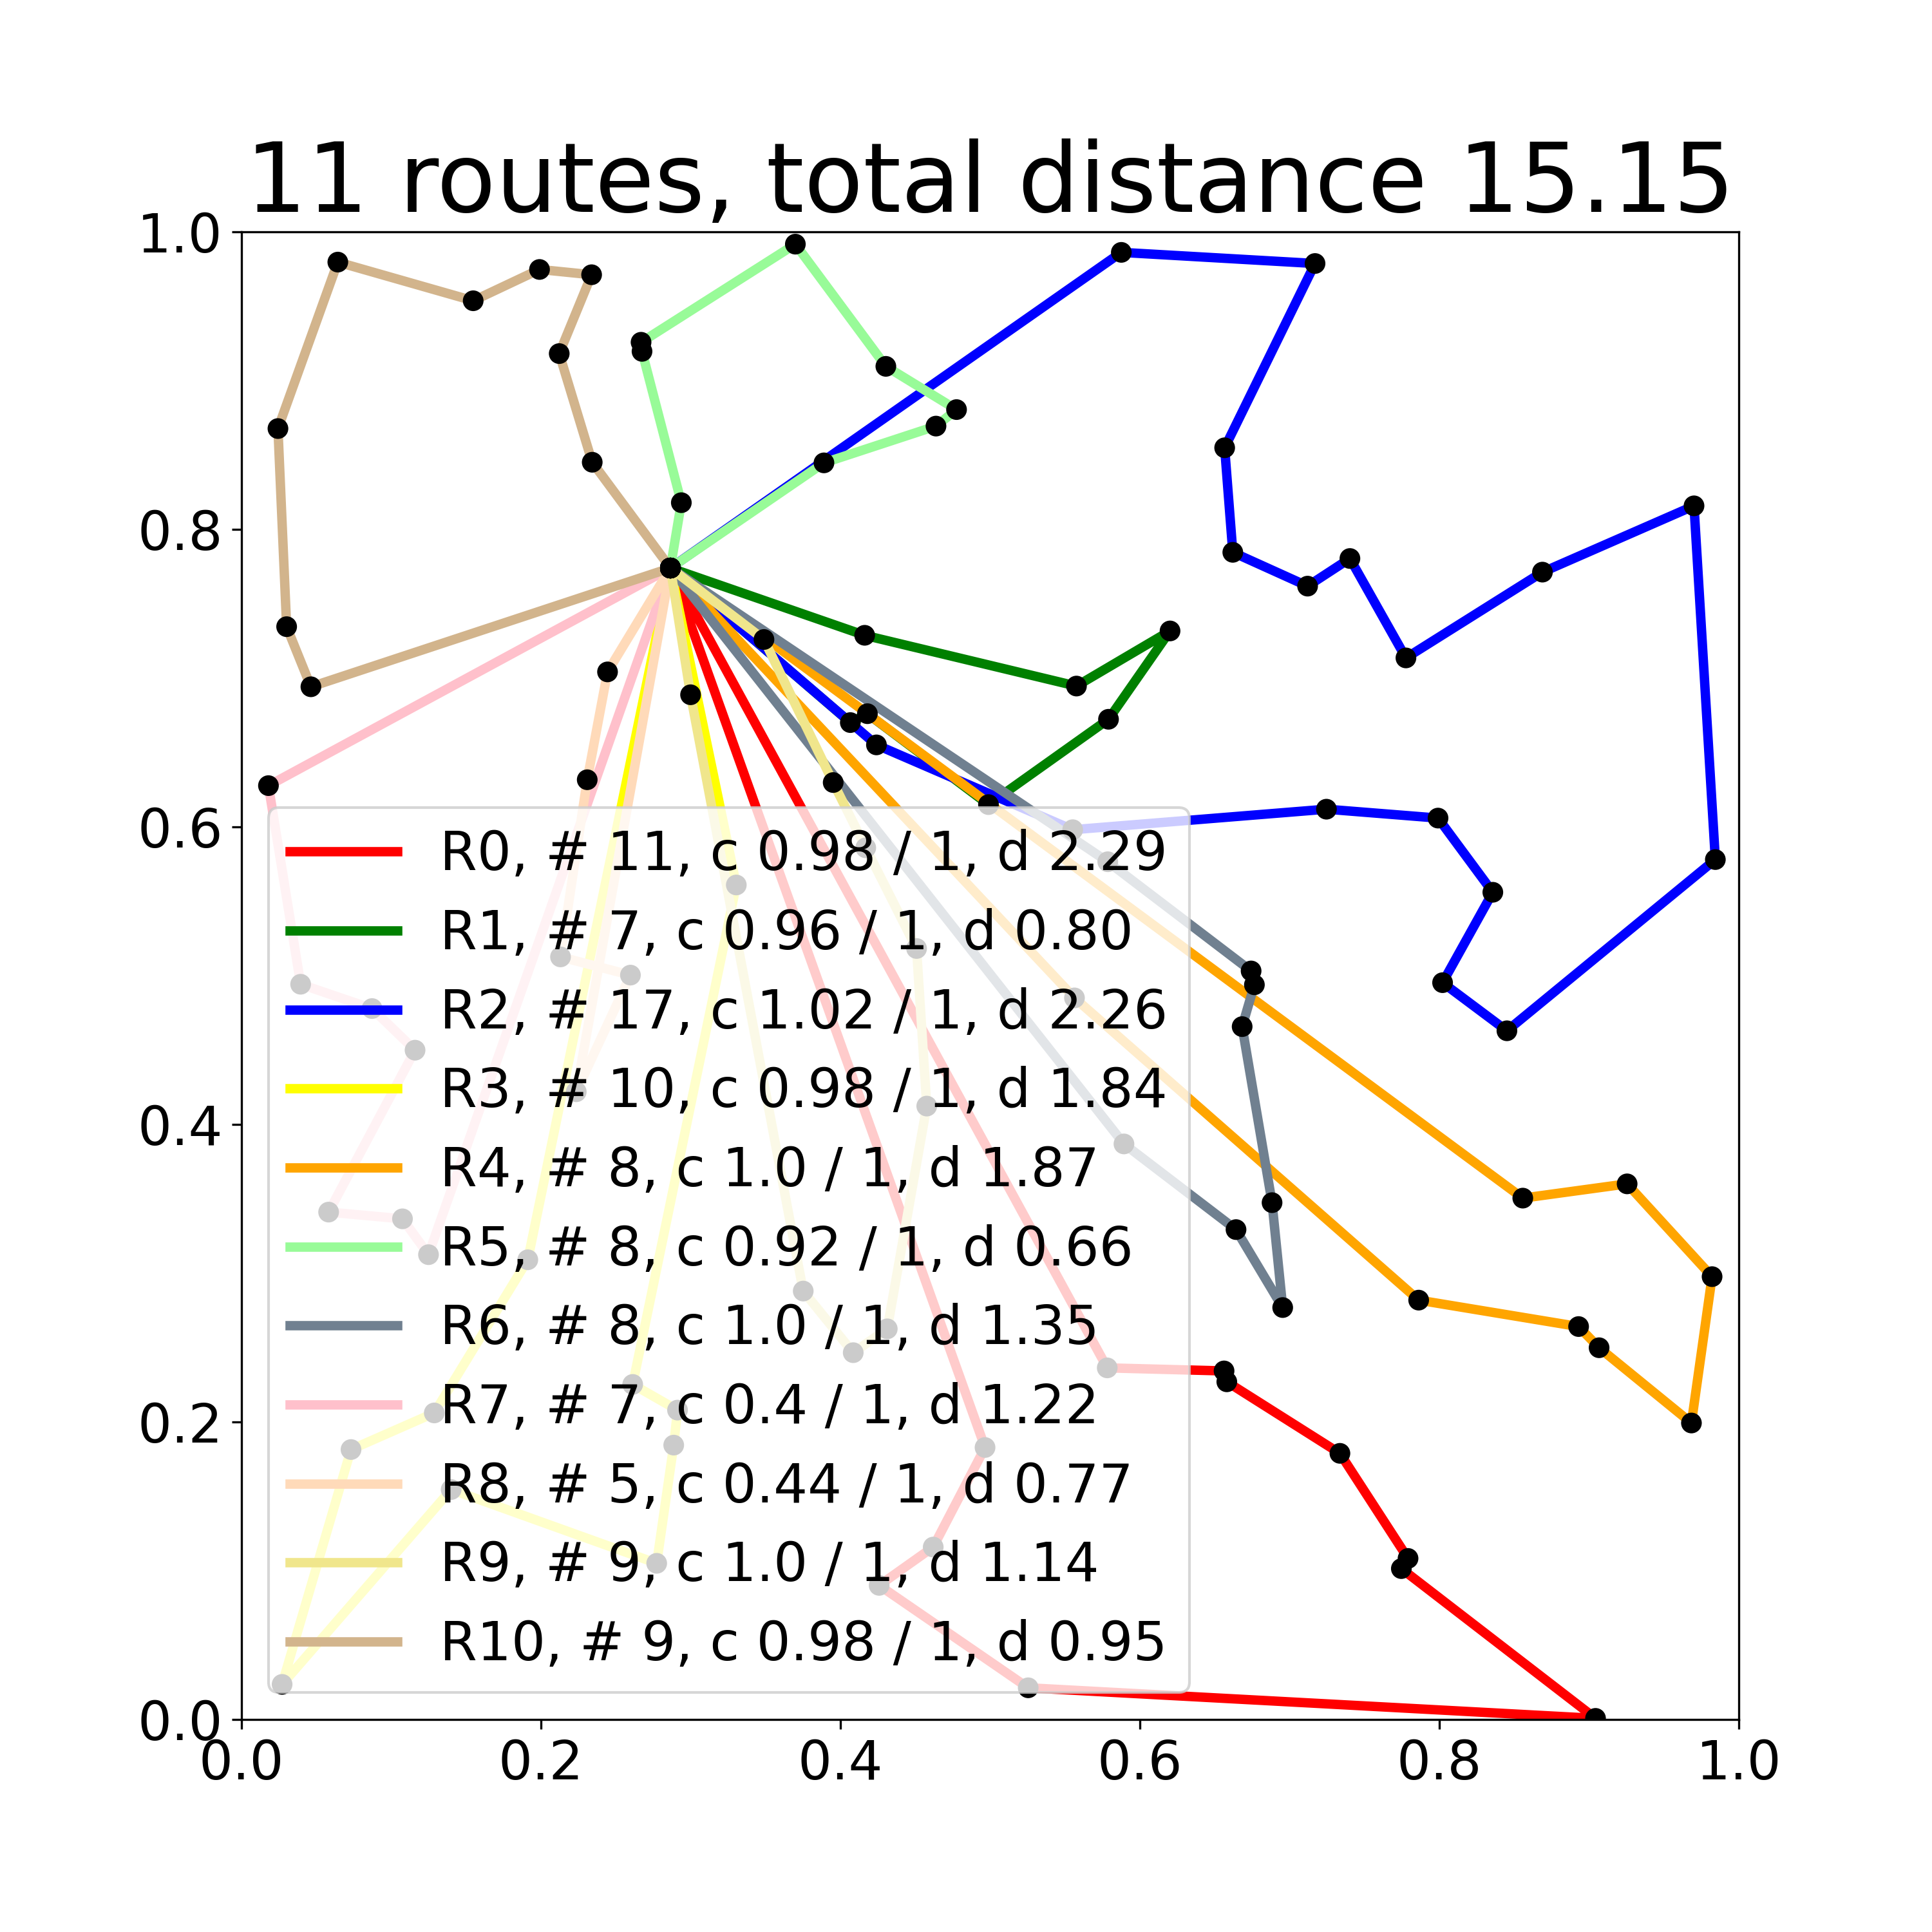 11 routes, total distance 15.15
1.0
0.8
0.6
0.4
0.2
0.0
R0, # 11, c 0.98 / 1, d 2.29
R1, # 7, c 0.96 / 1, d 0.80
R2, # 17, c 1.02 / 1, d 2.26
R3, # 10, c 0.98 / 1, d 1.84
R4, # 8, c 1.0 / 1, d 1.87
R5, # 8, c 0.92 / 1, d 0.66
R6, # 8, c 1.0 / 1, d 1.35
R7, # 7, c 0.4 / 1, d 1.22
R8, # 5, c 0.44 / 1, d 0.77
R9, # 9, c 1.0 / 1, d 1.14
R10, # 9, c 0.98 / 1, d 0.95
0.0 0.2 0.4 0.6 0.8 1.0